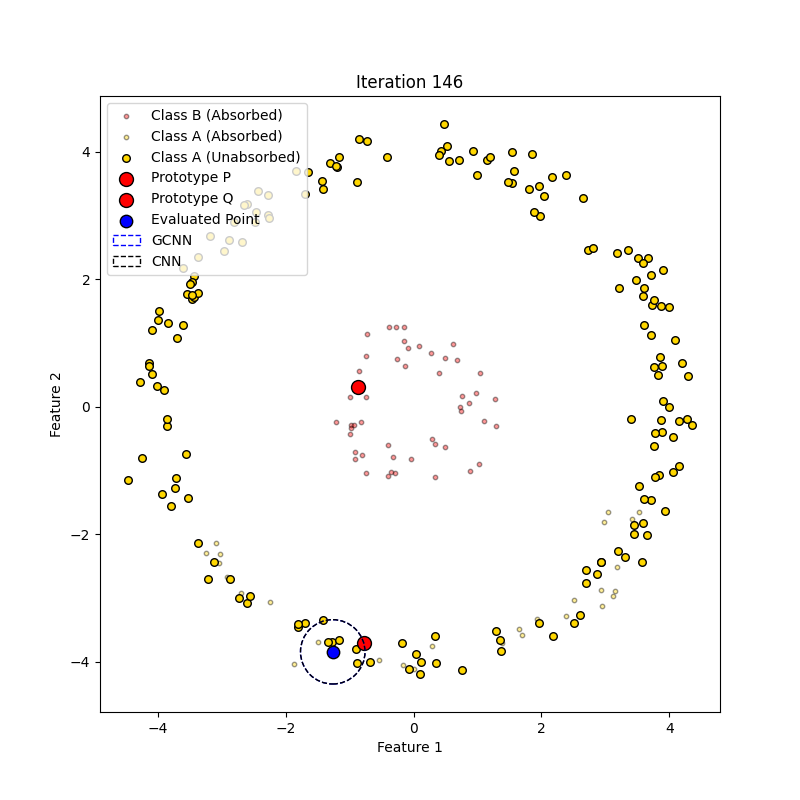 Iteration 146
Class B (Absorbed)
Class A (Absorbed)
Class A (Unabsorbed)
Prototype P
Prototype Q
Evaluated Point
GCNN
CNN
4
2
0
−2
−4
Feature 2
−4
−2
0
2
4
Feature 1